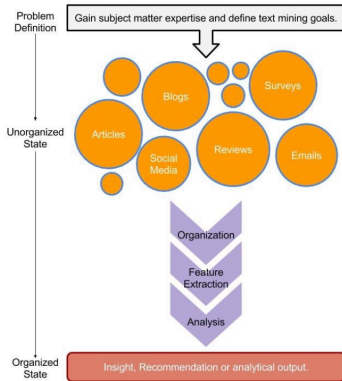 Problem
Definition
Gain subject matter expertise and define text mining goals.
Blogs
Surveys
Unorganized
State
Articles
Social
Media
Reviews
Emails
Organization
Feature
Extraction
Analysis
Organized
State
Insight, Recommendation or analytical output.